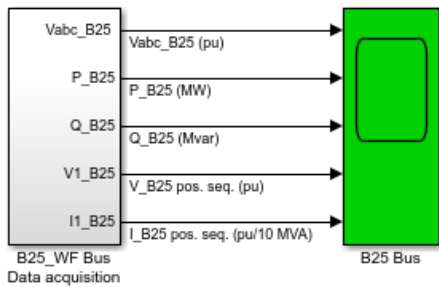 Vabc_B25
Vabc_B25 (pu)
P_B25
P_B25 (MW)
Q_B25
Q_B25 (Mvar)
V1_B25
V_B25 pos. seq. (pu)
I1_B25
I_B25 pos. seq. (pu/10 MVA)
B25_WF Bus
Data acquisition
B25 Bus